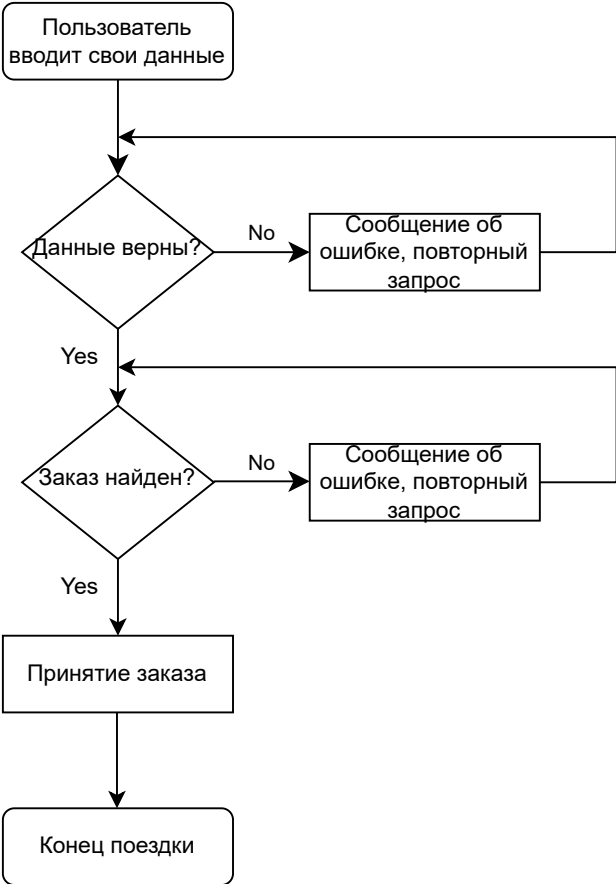 Пользователь
вводит свои данные
Данные верны?
No
Сообщение об
ошибке, повторный
запрос
Yes
Заказ найден?
No
Сообщение об
ошибке, повторный
запрос
Yes
Принятие заказа
Конец поездки